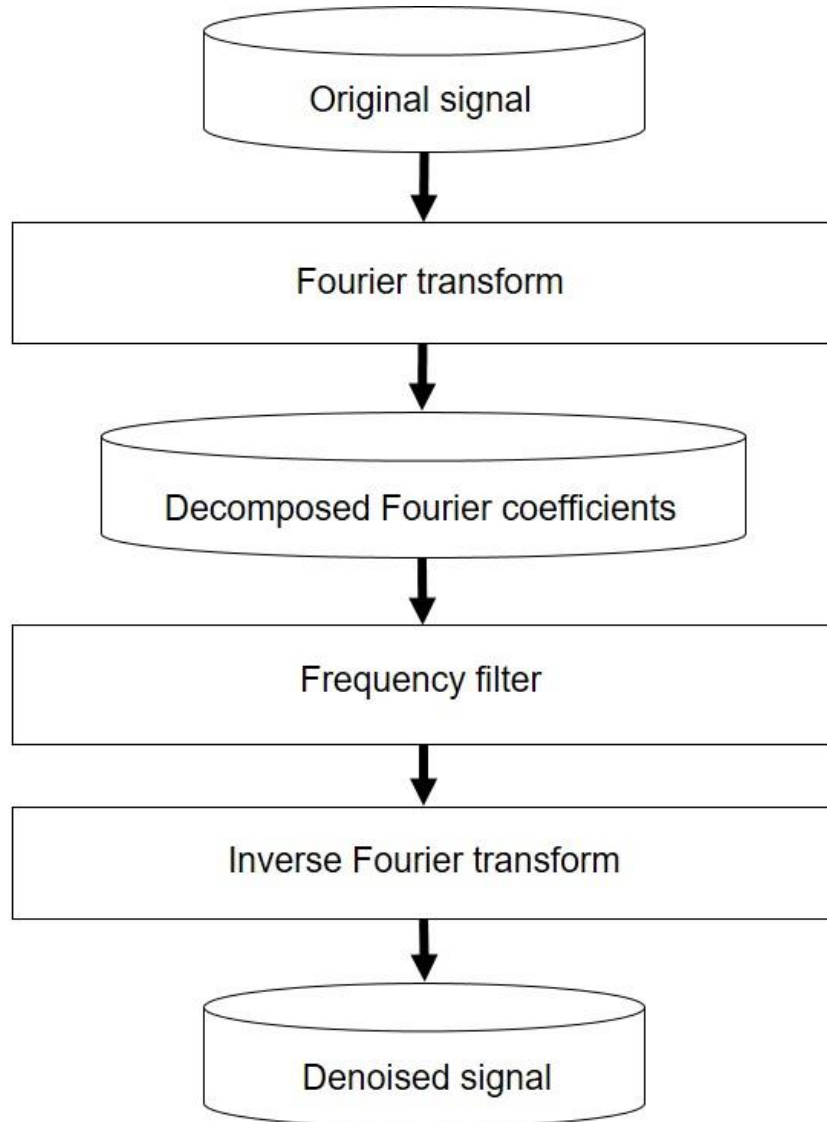 Original signal
Fourier transform
Decomposed Fourier coefficients
Frequency filter
Inverse Fourier transform
Denoised signal